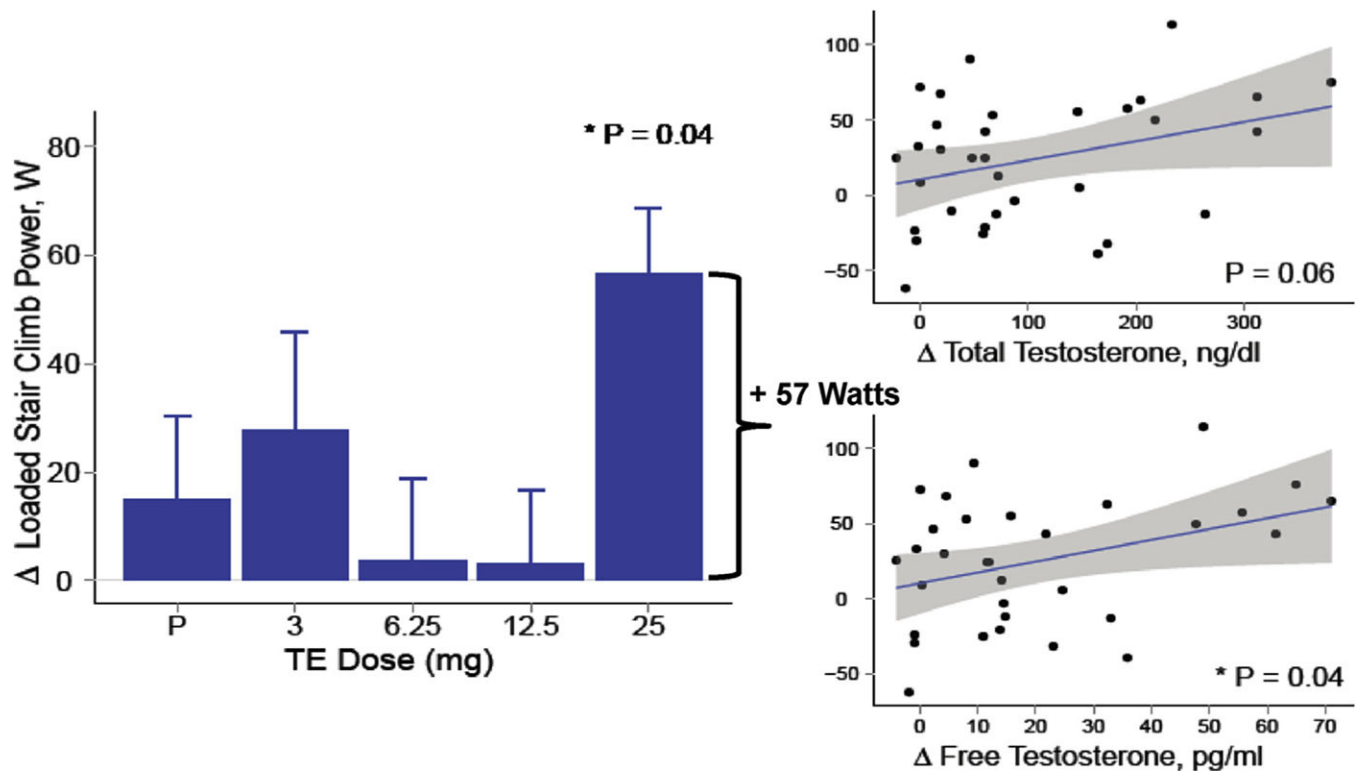 Δ Loaded Stair Climb Power, W
80
60
40
20
0
* P = 0.04
P 3 6.25 12.5 25
TE Dose (mg)
+ 57 Watts
100
50
0
−50
P = 0.06
0 100 200 300
Δ Total Testosterone, ng/dl
100
50
0
−50
* P = 0.04
0 10 20 30 40 50 60 70
Δ Free Testosterone, pg/ml